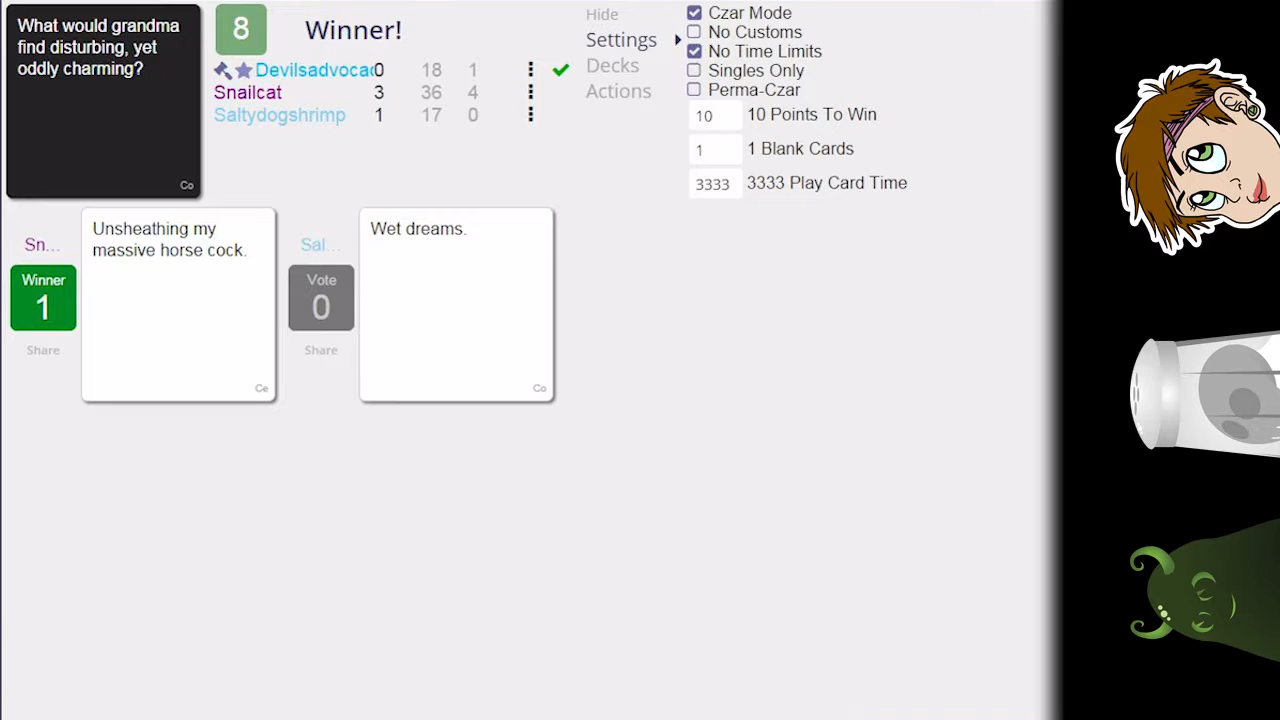 What would grandma
find disturbing, yet
oddly charming?
Co
8
Winner!
Devilsadvocac 0 18 1
Snailcat 3 36 4
Saltydogshrimp 1 17 0
Hide
Settings
Decks
Actions
Czar Mode
No Customs
No Time Limits
Singles Only
Perma-Czar
10 10 Points To Win
1 1 Blank Cards
3333 3333 Play Card Time
Sn...
Winner
1
Share
Unsheathing my
massive horse cock.
Ce
Sal...
Vote
0
Share
Wet dreams.
Co